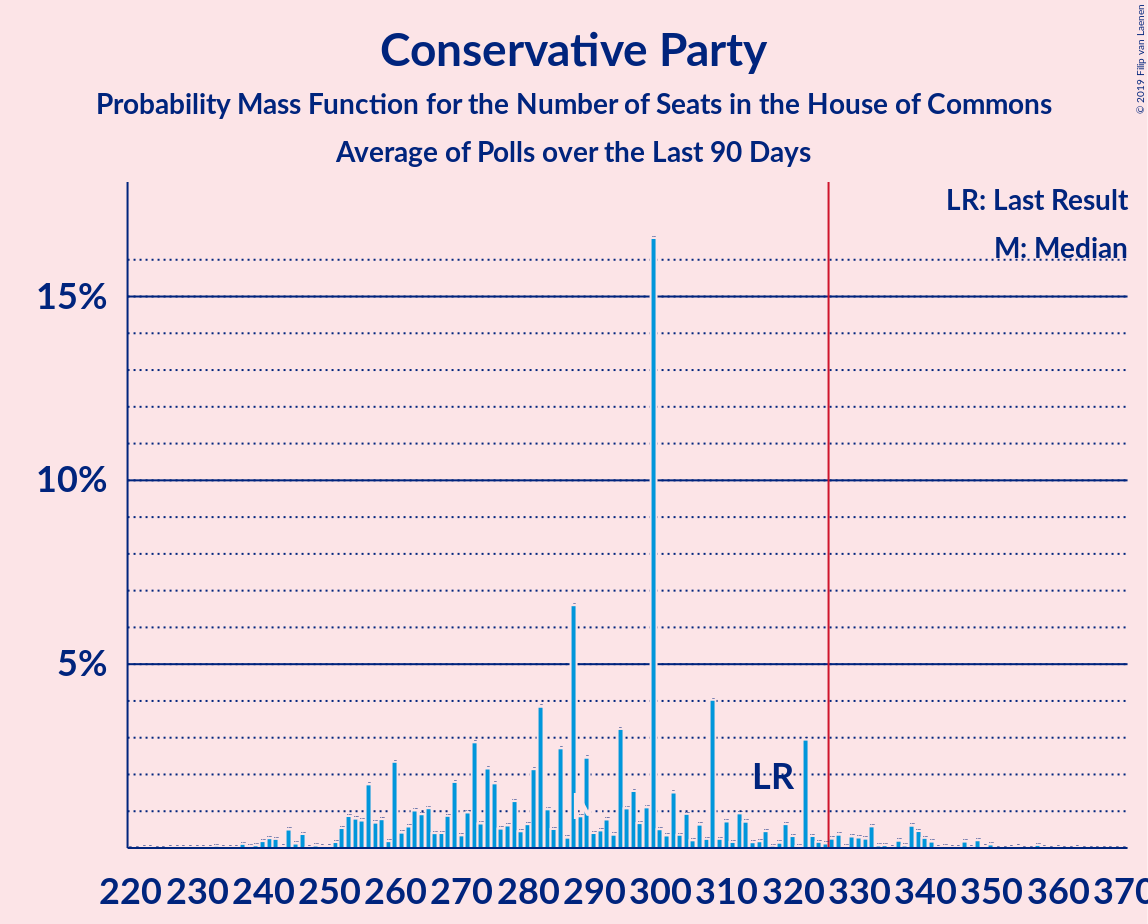 Conservative Party
Probability Mass Function for the Number of Seats in the House of Commons
Average of Polls over the Last 90 Days
© 2019 Filip van Laenen
LR: Last Result
M: Median
15%
10%
5%
LR
220 230 240 250 260 270 280 290 300 310 320 330 340 350 360 370